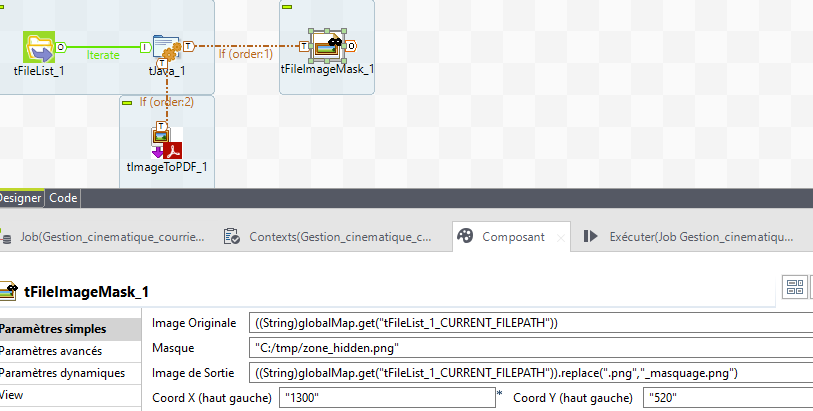 Iterate
If (order:1)
tFileList_1
tJava_1
tFileImageMask_1
If (order:2)
tImageToPDF_1
Designer
Code
Job(Gestion_cinematique_courrie...
Contexts(Gestion_cinematique_c...
Composant
Exécuter(Job Gestion_cinematiqu...
tFileImageMask_1
Paramètres simples
Image Originale
((String)globalMap.get("tFileList_1_CURRENT_FILEPATH"))
Paramètres avancés
Masque
"C:/tmp/zone_hidden.png"
Paramètres dynamiques
Image de Sortie
((String)globalMap.get("tFileList_1_CURRENT_FILEPATH")).replace(".png","_masquage.png")
View
Coord X (haut gauche)
"1300"
*
Coord Y (haut gauche)
"520"